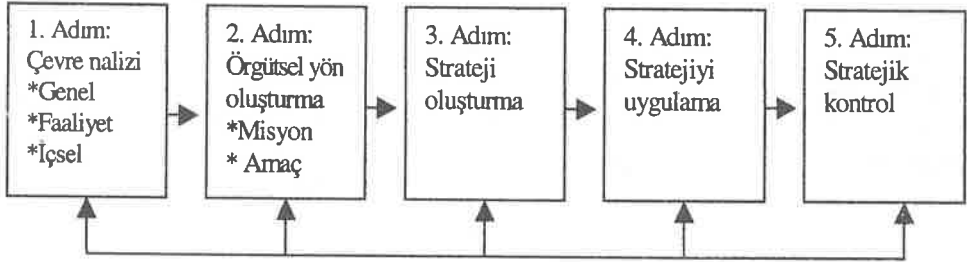 1. Adım:
Çevre nalizi
*Genel
*Faaliyet
*İçsel
2. Adım:
Örgütsel yön
oluşturma
*Misyon
* Amaç
3. Adım:
Strateji
oluşturma
4. Adım:
Stratejiyi
uygulama
5. Adım:
Stratejik
kontrol